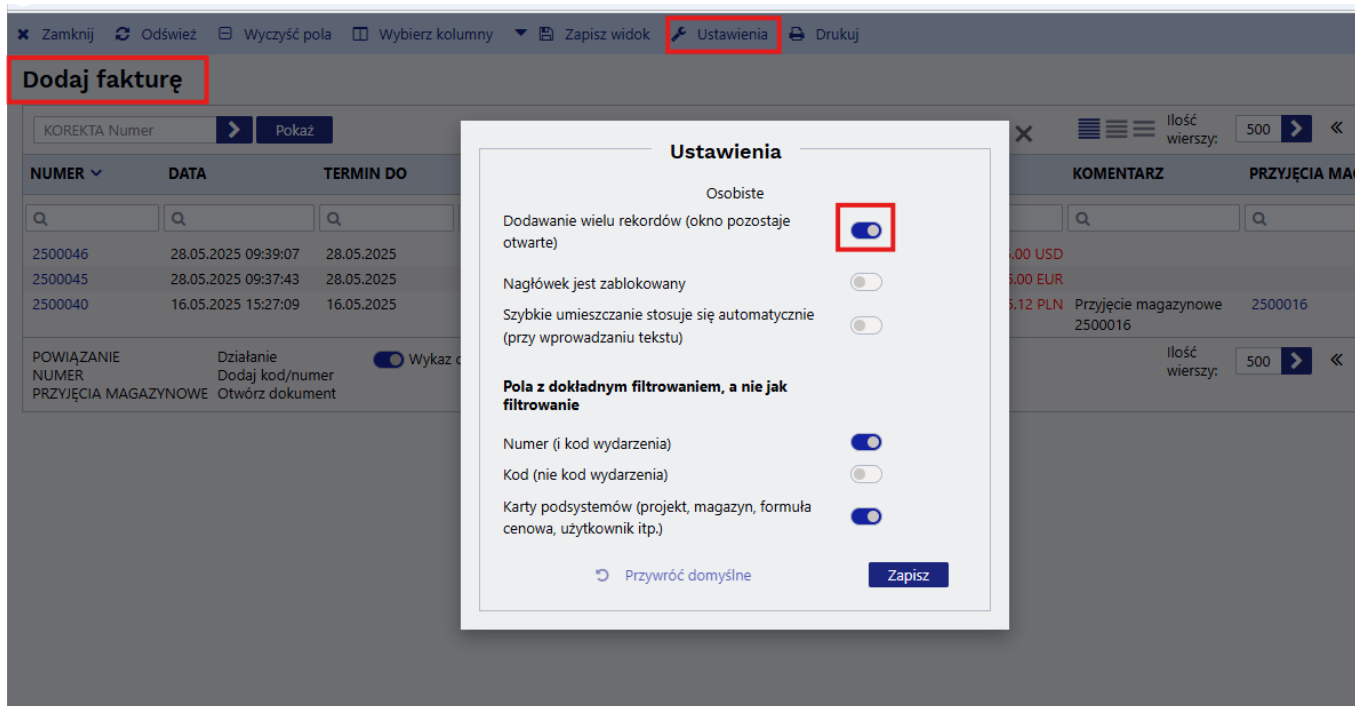 Zamknij Odśwież Wyczyść pola Wybierz kolumny Zapisz widok Ustawienia Drukuj
Dodaj fakturę
KOREKTA Numer Pokaż Ilość wierszy: 500
NUMER DATA TERMIN DO KOMENTARZ
28.05.2025 09:39:07 28.05.2025
2500046 .00 USD
2500045 28.05.2025 09:37:43 28.05.2025 .00 EUR
2500040 16.05.2025 15:27:09 16.05.2025 .12 PLN Przyjęcie magazynowe 2500016
2500016
POWIĄZANIE Działanie Wykaz Ilość wierszy: 500
NUMER Dodaj kod/numer
PRZYJĘCIA MAGAZYNOWE Otwórz dokument
Ustawienia
Osobiste
Dodawanie wielu rekordów (okno pozostaje
otwarte)
Nagłówek jest zablokowany
Szybkie umieszczanie stosuje się automatycznie
(przy wprowadzaniu tekstu)
Pola z dokładnym filtrowaniem, a nie jak
filtrowanie
Numer (i kod wydarzenia)
Kod (nie kod wydarzenia)
Karty podsystemów (projekt, magazyn, formuła
cenowa, użytkownik itp.)
Przywróć domyślne Zapisz